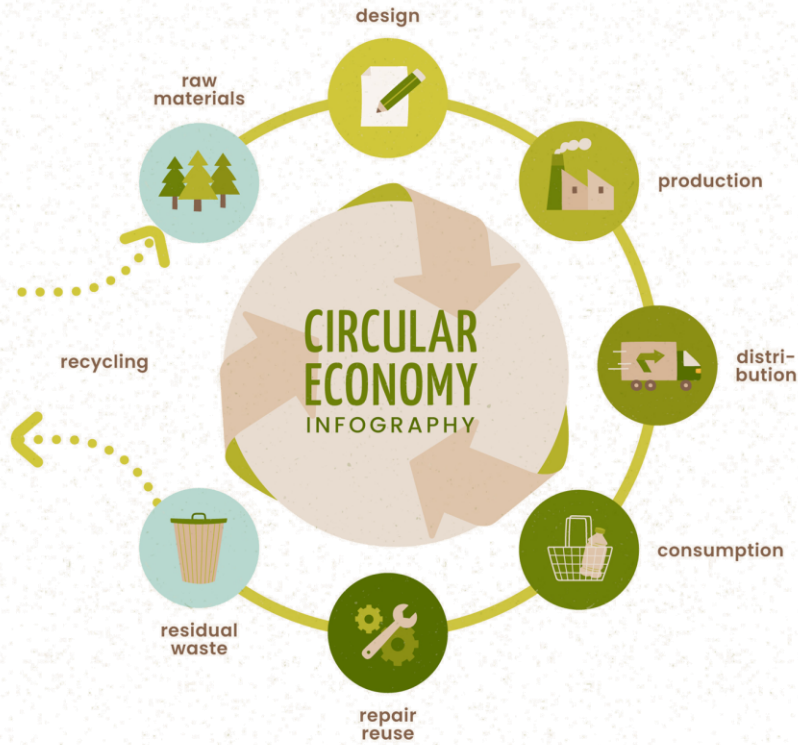 design
raw
materials
production
CIRCULAR
ECONOMY
INFOGRAPHY
recycling
distri-
bution
consumption
residual
waste
repair
reuse